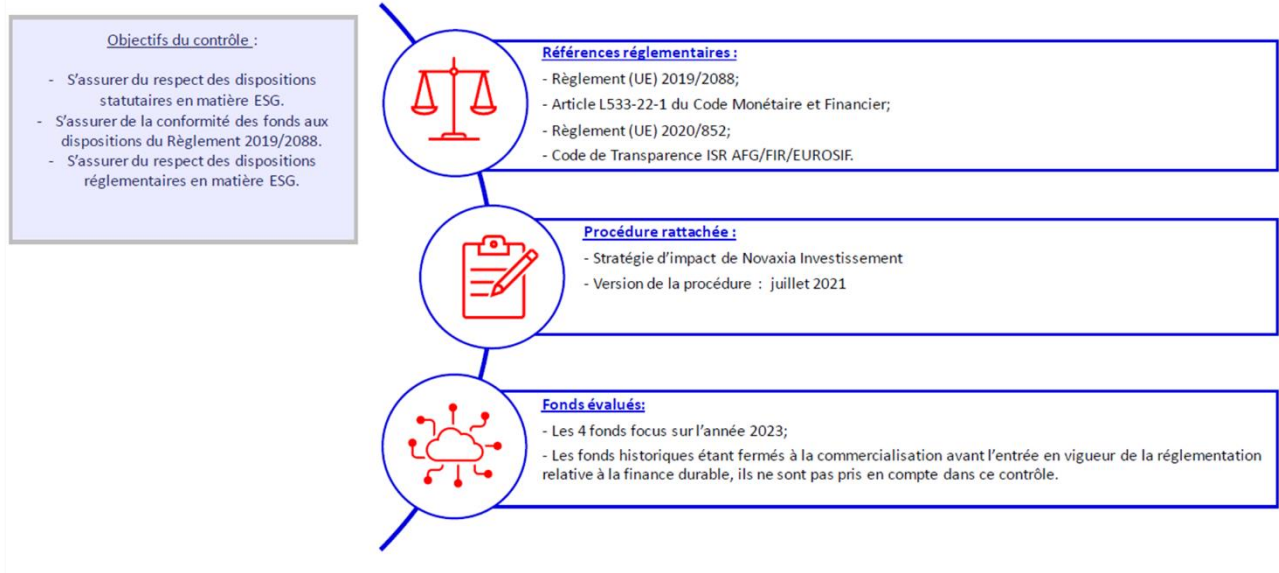 Objectifs du contrôle :
- S'assurer du respect des dispositions
statutaires en matière ESG.
- S'assurer de la conformité des fonds aux
dispositions du Règlement 2019/2088.
- S'assurer du respect des dispositions
réglementaires en matière ESG.
Références réglementaires :
- Règlement (UE) 2019/2088;
- Article L533-22-1 du Code Monétaire et Financier;
- Règlement (UE) 2020/852;
- Code de Transparence ISR AFG/FIR/EUROSIF.
Procédure rattachée :
- Stratégie d'impact de Novaxia Investissement
- Version de la procédure : juillet 2021
Fonds évalués:
- Les 4 fonds focus sur l'année 2023;
- Les fonds historiques étant fermés à la commercialisation avant l'entrée en vigueur de la réglementation
relative à la finance durable, ils ne sont pas pris en compte dans ce contrôle.